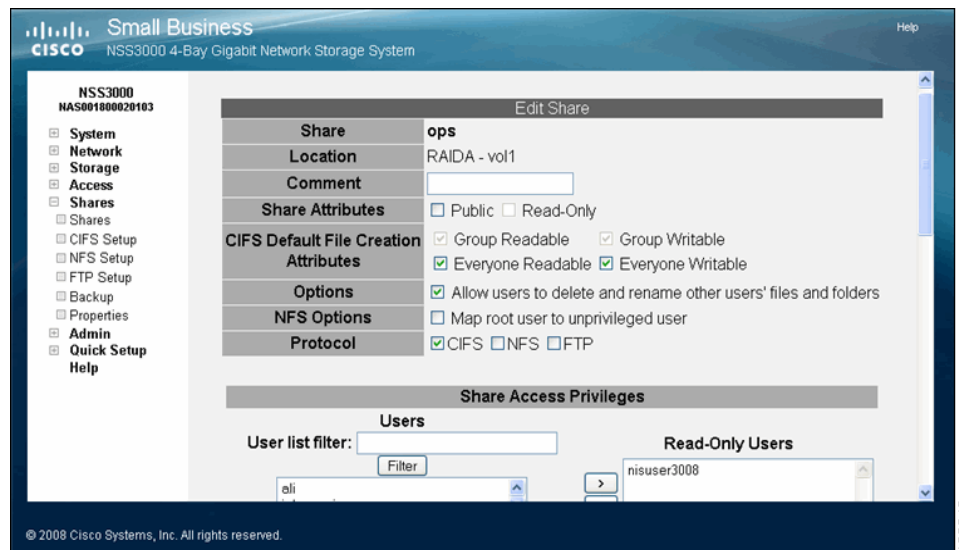 Small Business
CISCO NSS3000 4-Bay Gigabit Network Storage System
Help
NSS3000
NAS001800020103
System
Network
Storage
Access
Shares
Shares
CIFS Setup
NFS Setup
FTP Setup
Backup
Properties
Admin
Quick Setup
Help
Edit Share
Share ops
Location RAIDA - vol1
Comment
Share Attributes Public Read-Only
CIFS Default File Creation Attributes
Group Readable Group Writable
Everyone Readable Everyone Writable
Options Allow users to delete and rename other users' files and folders
NFS Options Map root user to unprivileged user
Protocol CIFS NFS FTP
Share Access Privileges
Users
User list filter:
Filter
ali
Read-Only Users
>
nisuser3008
© 2008 Cisco Systems, Inc. All rights reserved.